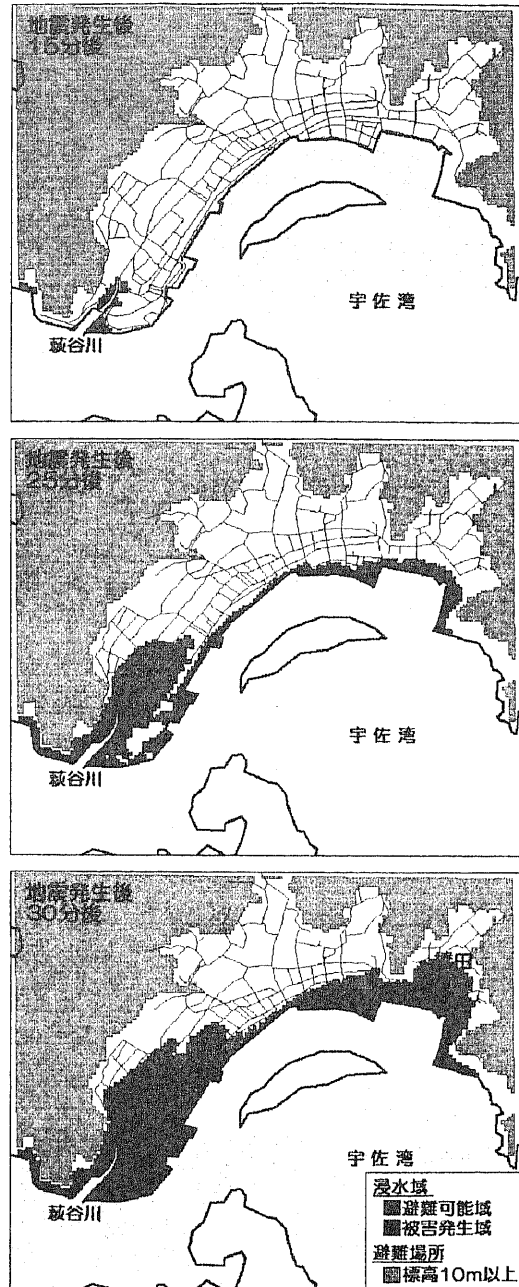 地震発生後
15分後
宇佐湾
萩谷川
地震発生後
25分後
宇佐湾
萩谷川
地震発生後
30分後
宇佐湾
萩谷川
浸水域
避難可能域
被害発生域
避難場所
標高10m以上